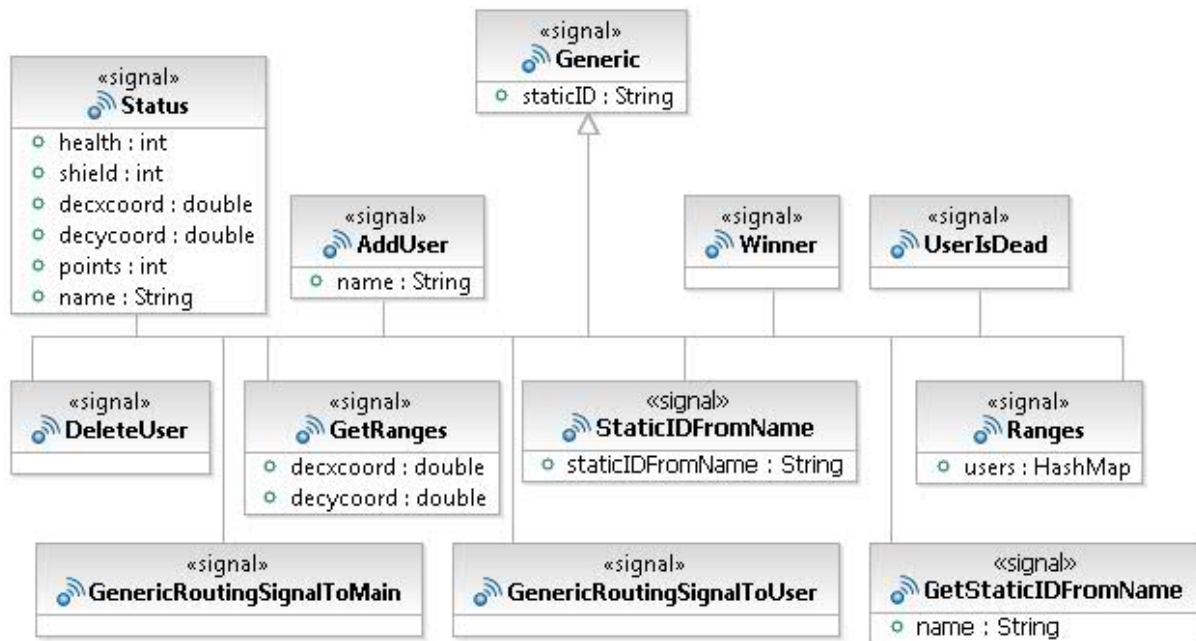 «signal»
Generic
staticID : String
«signal»
Status
health : int
shield : int
decxcoord : double
decycoord : double
points : int
name : String
«signal»
AddUser
name : String
«signal»
Winner
«signal»
UserIsDead
«signal»
DeleteUser
«signal»
GetRanges
decxcoord : double
decycoord : double
«signal»
StaticIDFromName
staticIDFromName : String
«signal»
Ranges
users : HashMap
«signal»
GenericRoutingSignalToMain
«signal»
GenericRoutingSignalToUser
«signal»
GetStaticIDFromName
name : String